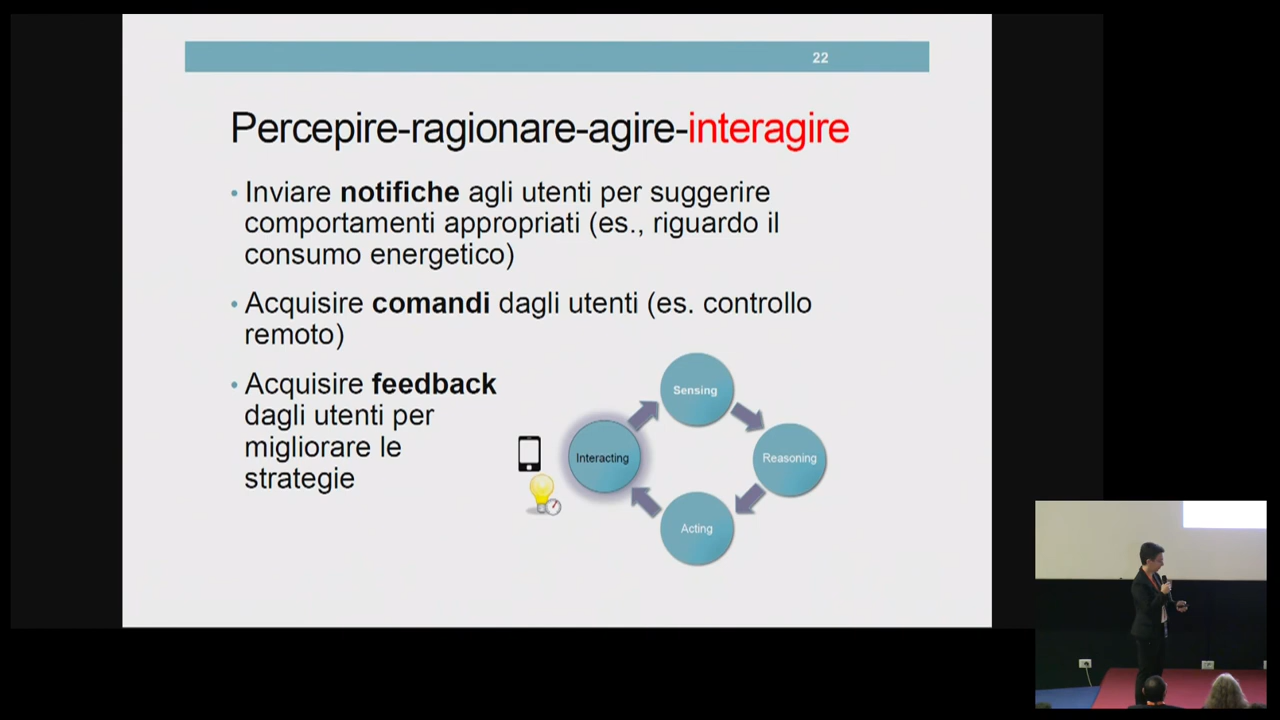 22
Percepire-ragionare-agire-interagire
• Inviare notifiche agli utenti per suggerire
comportamenti appropriati (es., riguardo il
consumo energetico)
• Acquisire comandi dagli utenti (es. controllo
remoto)
• Acquisire feedback
dagli utenti per
migliorare le
strategie
Sensing
Interacting
Reasoning
Acting